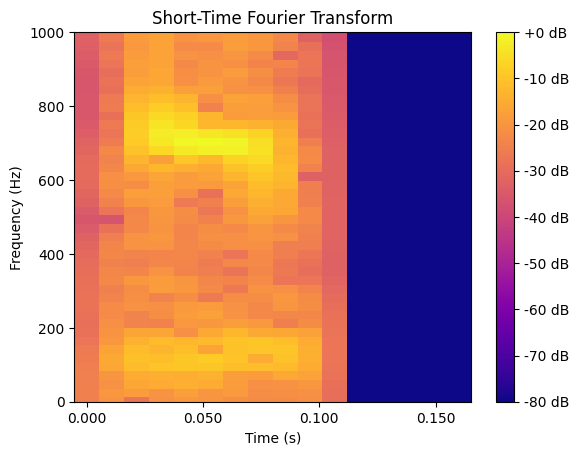 Short-Time Fourier Transform
1000
800
600
400
200
0
Frequency (Hz)
0.000
0.050
0.100
0.150
Time (s)
+0 dB
-10 dB
-20 dB
-30 dB
-40 dB
-50 dB
-60 dB
-70 dB
-80 dB